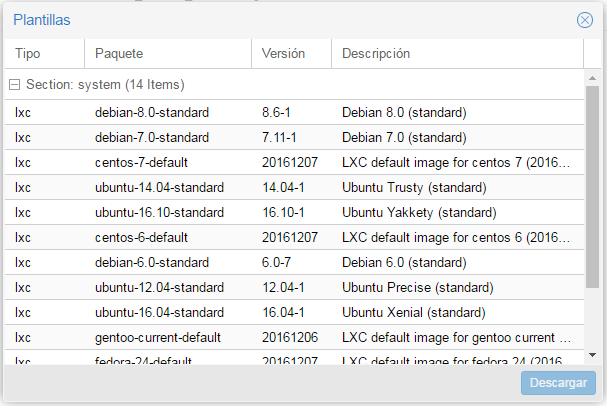 Plantillas
Tipo Paquete Versión Descripción
Section: system (14 Items)
lxc debian-8.0-standard 8.6-1 Debian 8.0 (standard)
lxc debian-7.0-standard 7.11-1 Debian 7.0 (standard)
lxc centos-7-default 20161207 LXC default image for centos 7 (2016...
lxc ubuntu-14.04-standard 14.04-1 Ubuntu Trusty (standard)
lxc ubuntu-16.10-standard 16.10-1 Ubuntu Yakkety (standard)
lxc centos-6-default 20161207 LXC default image for centos 6 (2016...
lxc debian-6.0-standard 6.0-7 Debian 6.0 (standard)
lxc ubuntu-12.04-standard 12.04-1 Ubuntu Precise (standard)
lxc ubuntu-16.04-standard 16.04-1 Ubuntu Xenial (standard)
lxc gentoo-current-default 20161206 LXC default image for gentoo current ...
lxc fedora-24-default 20161207 LXC default image for fedora 24 (2016...
Descargar